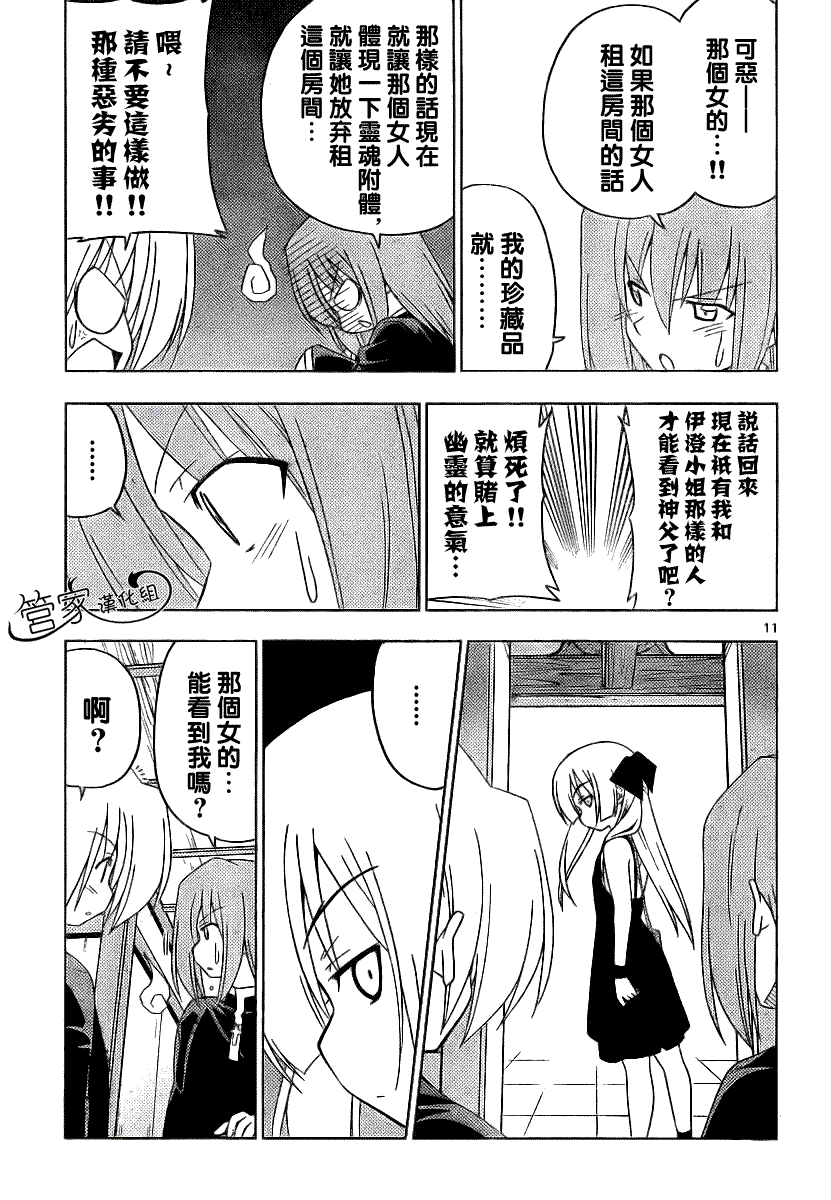 可惡——
那個女的…!!
如果那個女人
租這房間的話
我的珍藏品
就………
那樣的話現在
就讓那個女人
體現一下靈魂附體，
就讓她放弃租
這個房間…
喂~
請不要這樣做!!
那種惡劣的事!!
説話回來
現在衹有我和
伊澄小姐那樣的人
才能看到神父了吧?
煩死了!!
就算賭上
幽靈的意氣…
……
管家漢化組
11
……
那個女的…
能看到我嗎?
啊?